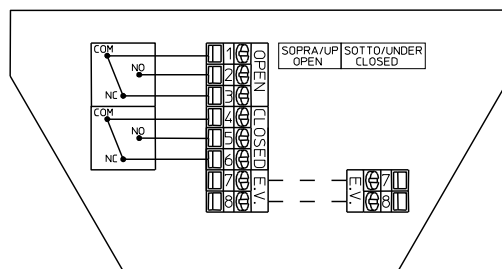 COM
NO
NC
COM
NO
NC
1
2
3
4
5
6
7
8
OPEN
CLOSED
E.V.
SOPRA/UP SOTTO/UNDER
OPEN CLOSED
E.V.
7
8